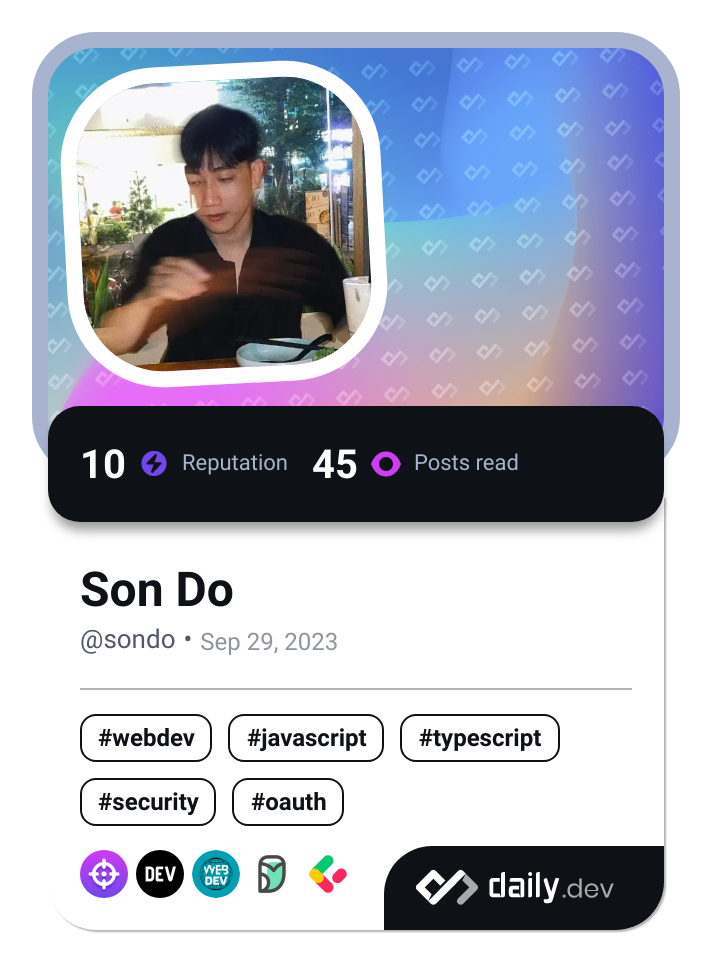 10 Reputation 45 Posts read
Son Do
@sondo • Sep 29, 2023
#webdev #javascript #typescript
#security #oauth
DEV WEB DEV daily.dev